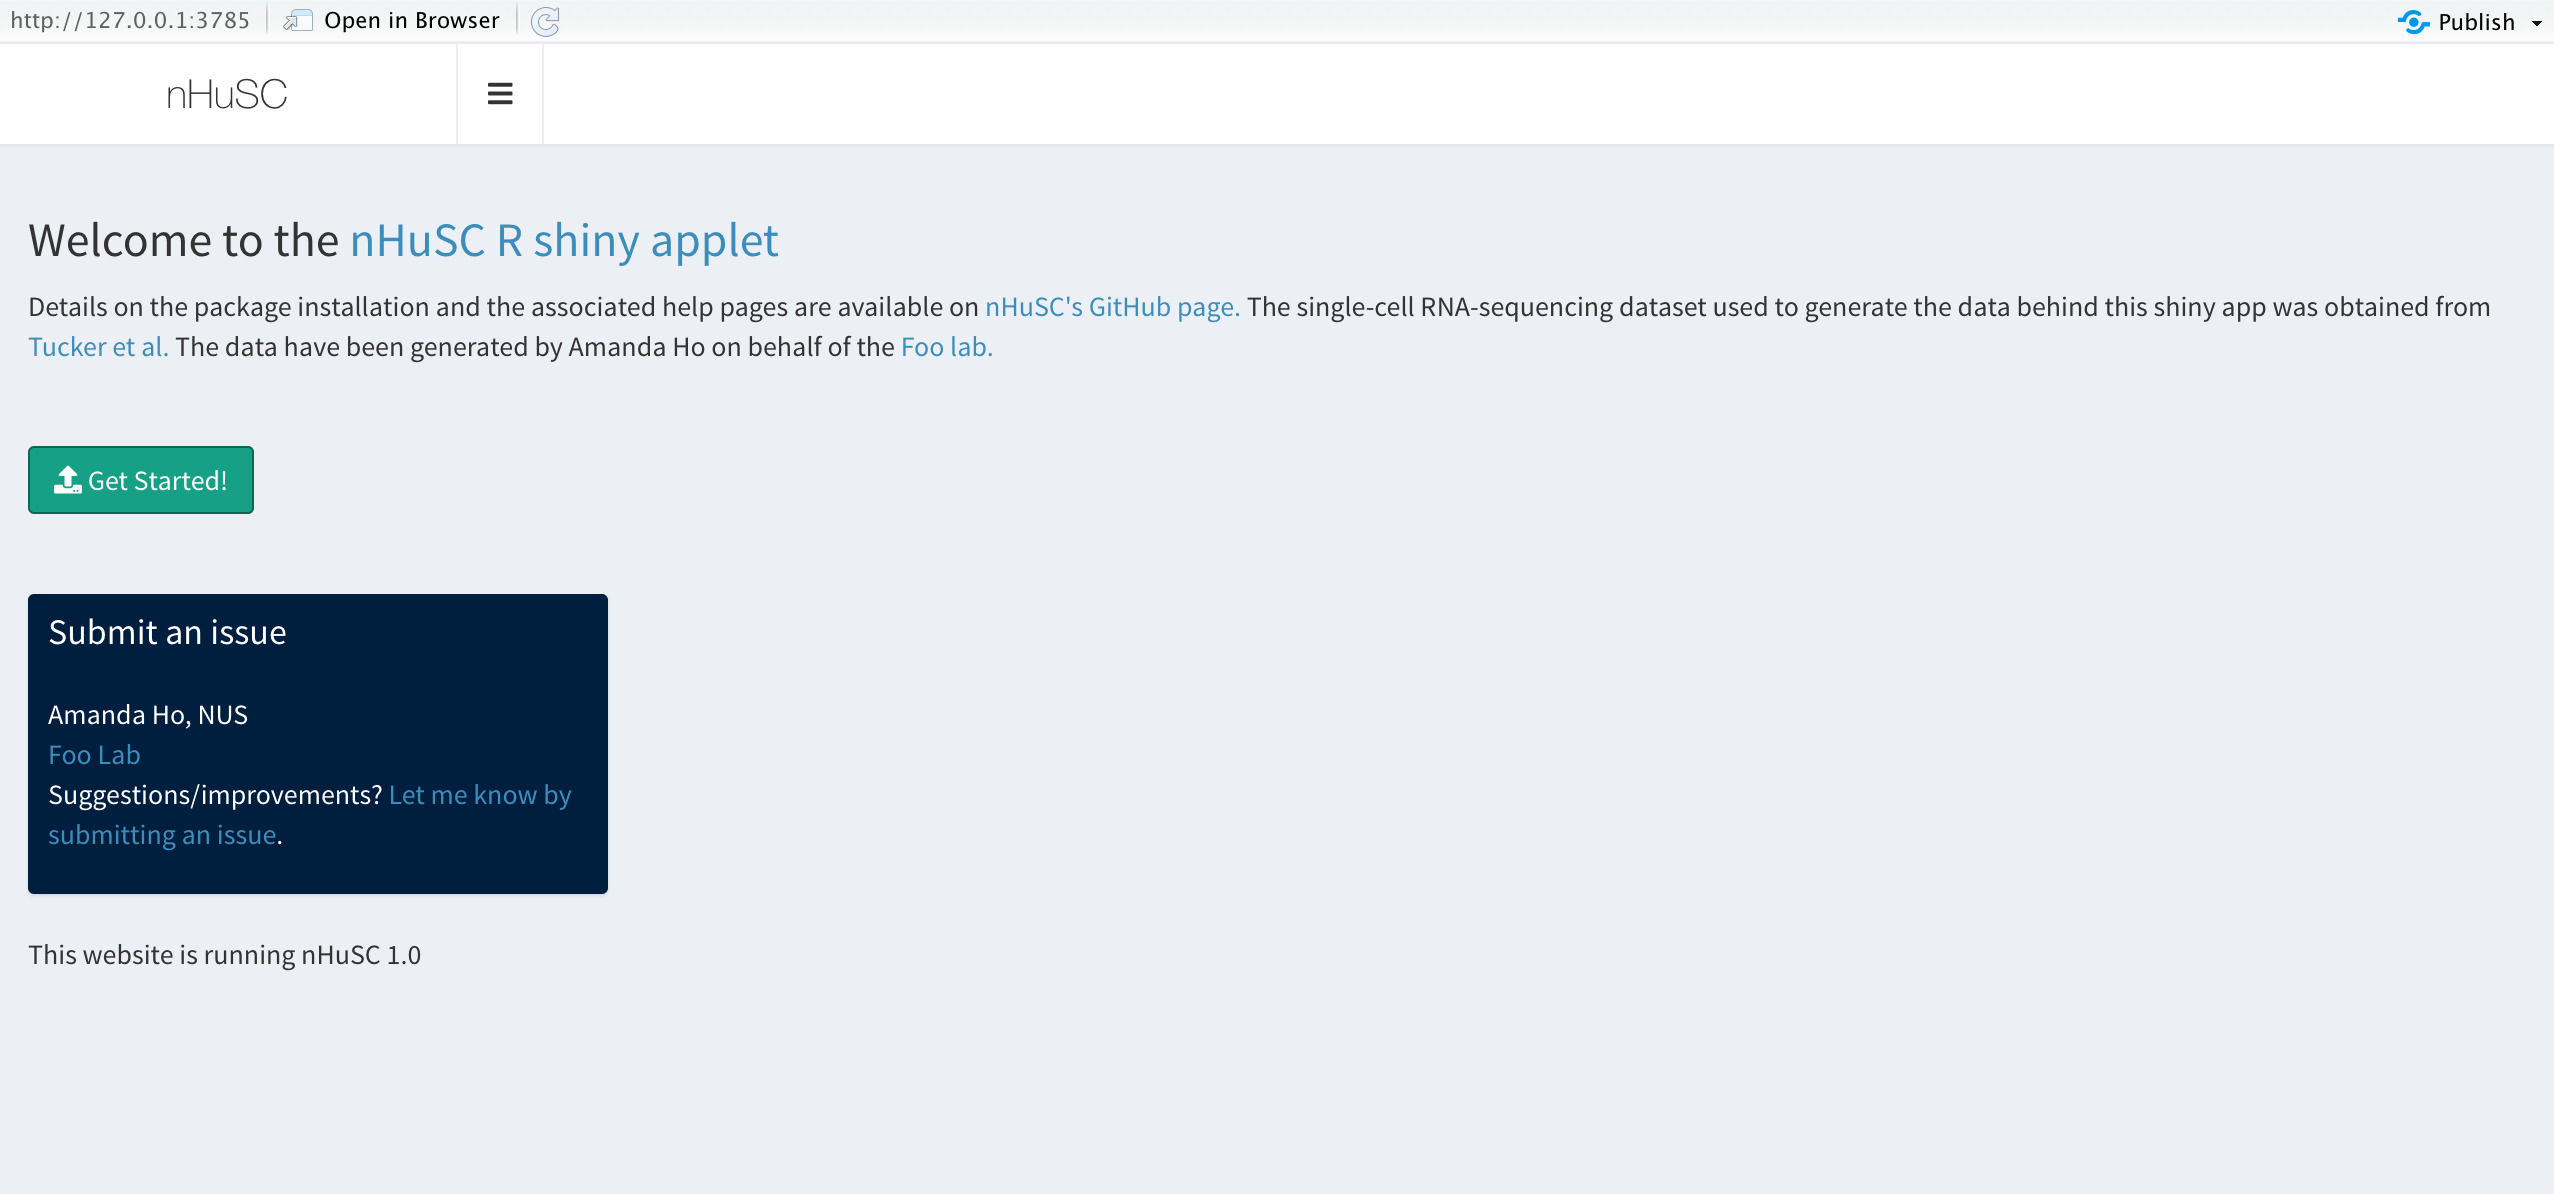 http://127.0.0.1:3785 Open in Browser Publish
nHuSC
Welcome to the nHuSC R shiny applet
Details on the package installation and the associated help pages are available on nHuSC's GitHub page. The single-cell RNA-sequencing dataset used to generate the data behind this shiny app was obtained from
Tucker et al. The data have been generated by Amanda Ho on behalf of the Foo lab.
Get Started!
Submit an issue
Amanda Ho, NUS
Foo Lab
Suggestions/improvements? Let me know by
submitting an issue.
This website is running nHuSC 1.0